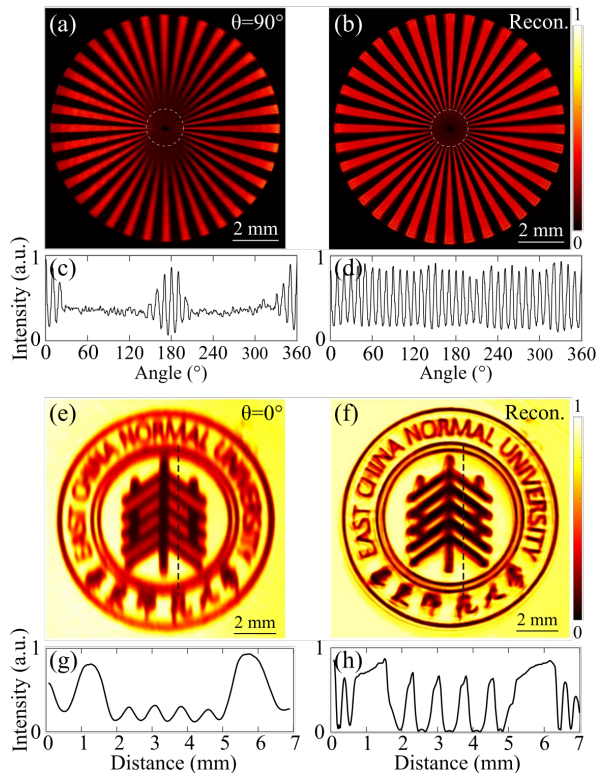 (a) θ=90°
2 mm
(b) Recon.
2 mm
1
0
(c)
Intensity (a.u.)
1
0
0 60 120 180 240 300 360
Angle (°)
(d)
0 60 120 180 240 300 360
Angle (°)
(e) θ=0°
EAST CHINA NORMAL UNIVERSITY
2 mm
(f) Recon.
EAST CHINA NORMAL UNIVERSITY
2 mm
1
0
(g)
Intensity (a.u.)
1
0
0 1 2 3 4 5 6 7
Distance (mm)
(h)
1
0
0 1 2 3 4 5 6 7
Distance (mm)